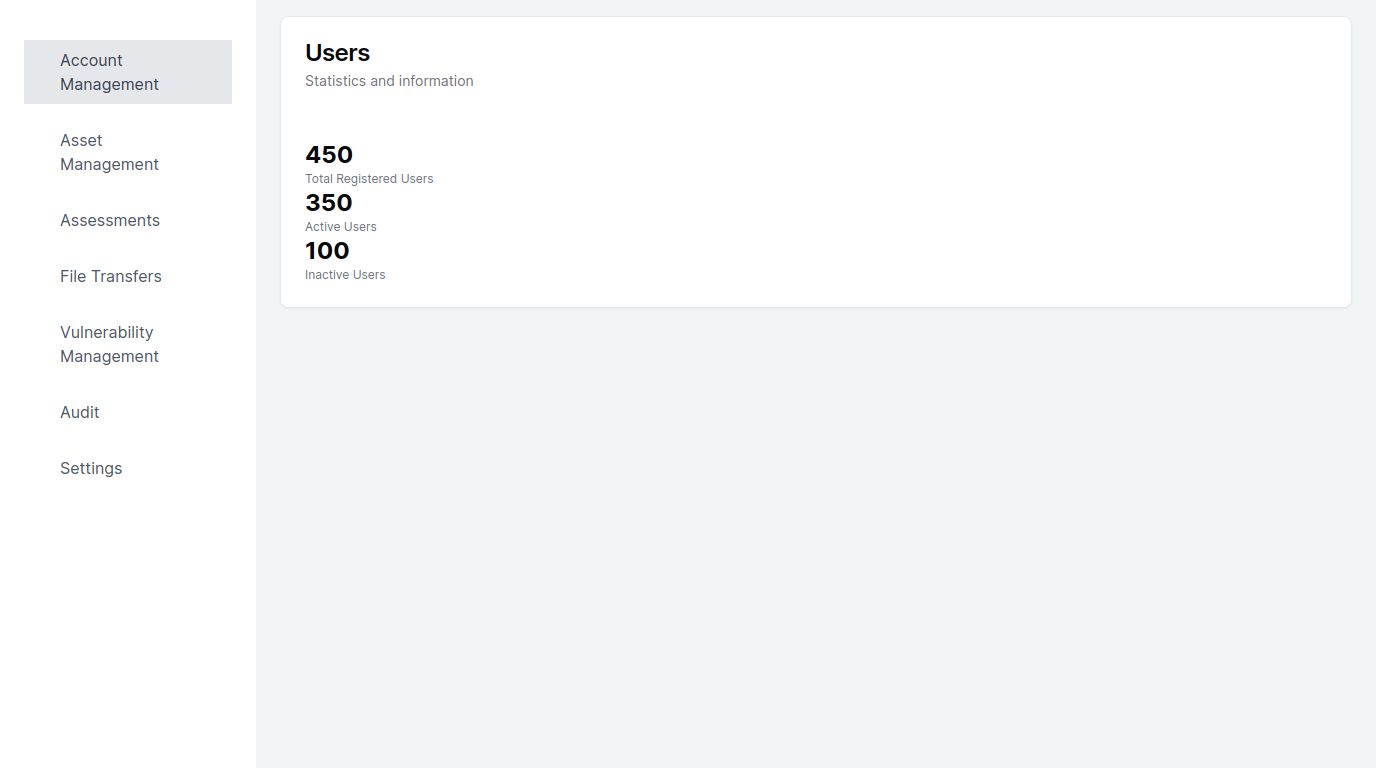 Account
Management
Asset
Management
Assessments
File Transfers
Vulnerability
Management
Audit
Settings
Users
Statistics and information
450
Total Registered Users
350
Active Users
100
Inactive Users